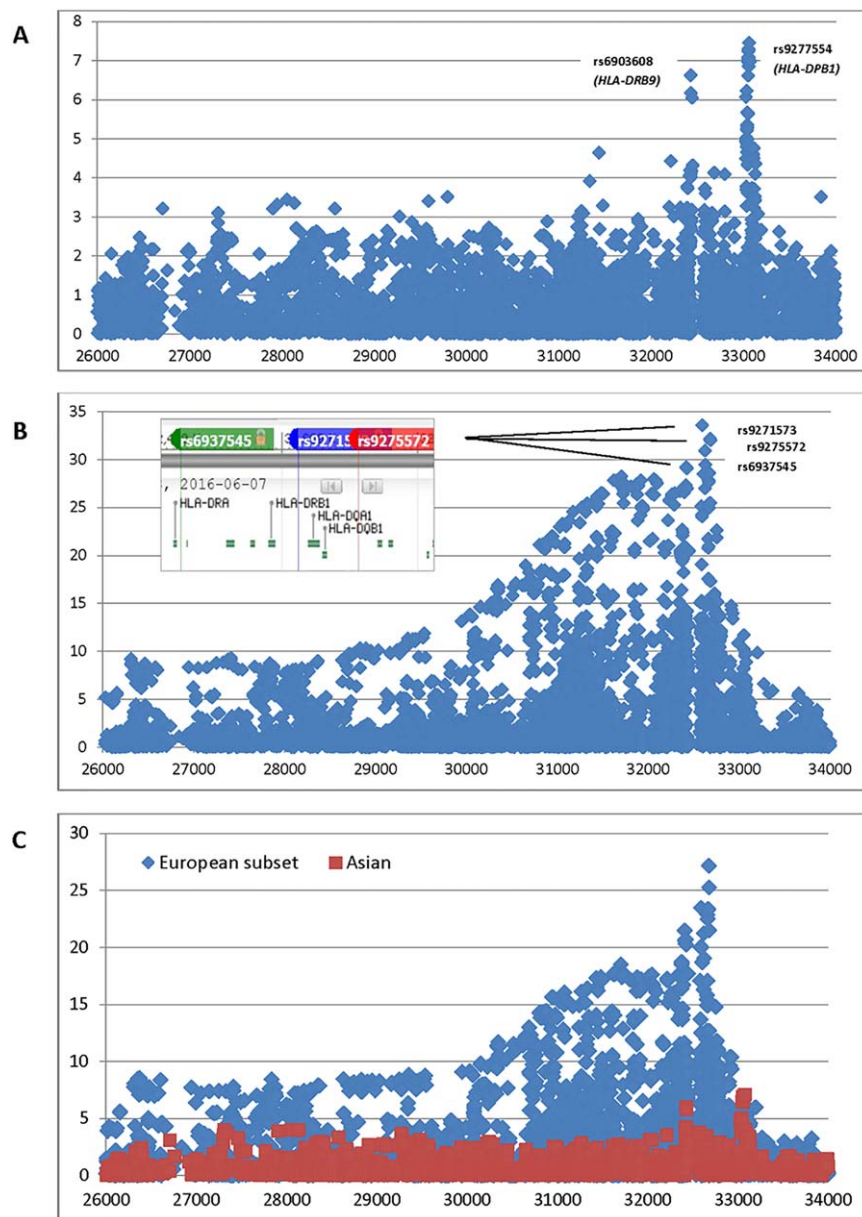 A
8
7
6
5
4
3
2
1
0
rs6903608
(HLA-DRB9)
rs9277554
(HLA-DPB1)
26000 27000 28000 29000 30000 31000 32000 33000 34000
B
35
30
25
20
15
10
5
0
rs6937545 rs92715 rs9275572
2016-06-07
HLA-DRA HLA-DRB1
HLA-DQA1
HLA-DQB1
rs9271573
rs9275572
rs6937545
26000 27000 28000 29000 30000 31000 32000 33000 34000
C
30
25
20
15
10
5
0
European subset Asian
26000 27000 28000 29000 30000 31000 32000 33000 34000